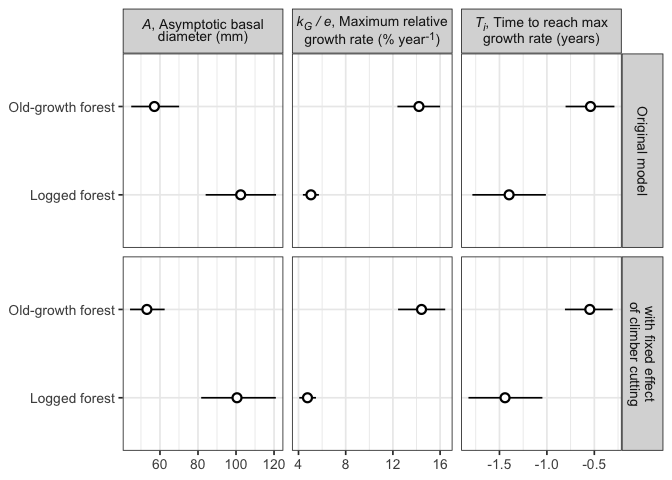 A, Asymptotic basal
diameter (mm)
k_G / e, Maximum relative
growth rate (% year⁻¹)
T_i, Time to reach max
growth rate (years)
Old-growth forest
Logged forest
Original model
Old-growth forest
Logged forest
with fixed effect
of climber cutting
60 80 100 120
4 8 12 16
-1.5 -1.0 -0.5